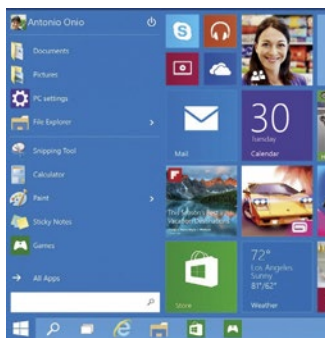 Antonio Onio
Documents
Pictures
PC settings
File Explorer
Snipping Tool
Calculator
Paint
Sticky Notes
Games
All Apps
Mail
30
Tuesday
Calendar
Store
72°
Los Angeles
Sunny
81°/62°
Weather